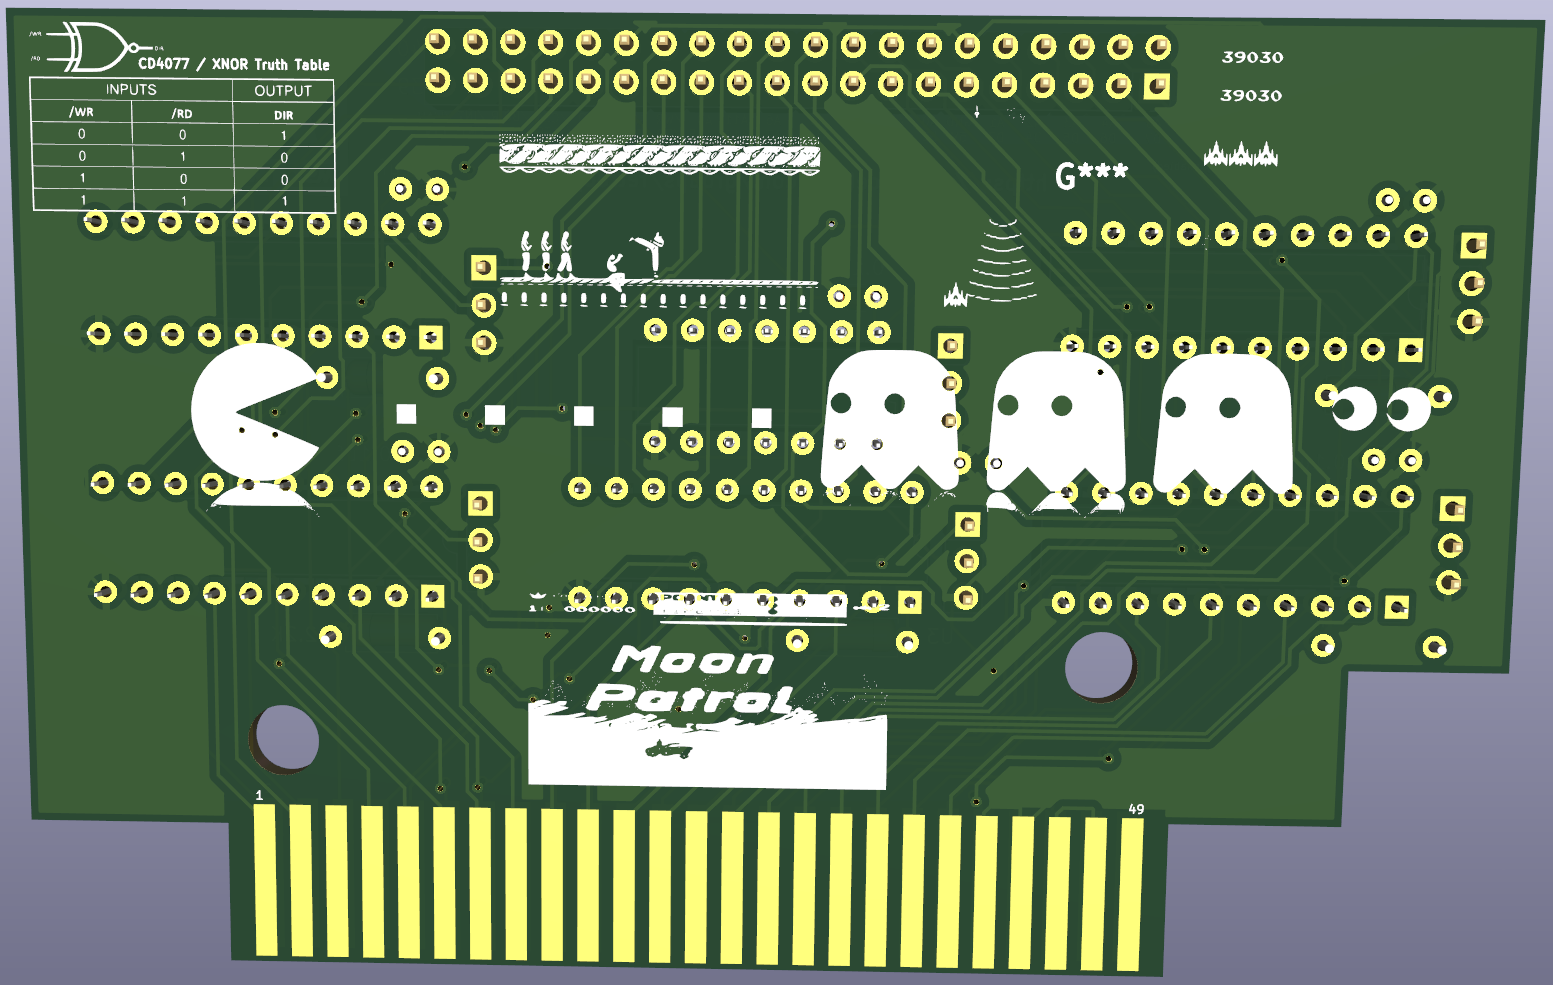 /WR
DIR
/RD
CD4077 / XNOR Truth Table
INPUTS OUTPUT
/WR /RD DIR
0 0 1
0 1 0
1 0 0
1 1 1
39030
39030
G***
Moon
Patrol
1 49